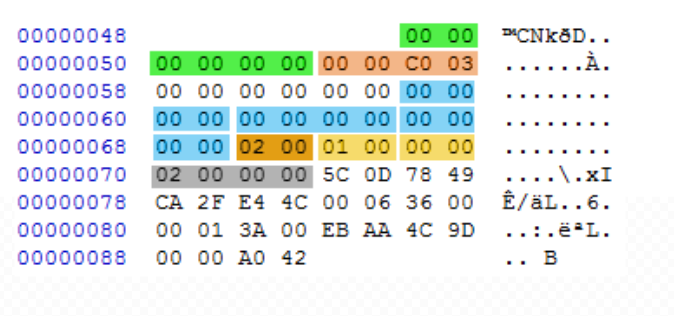 00000048 00 00 ™CNkðD..
00000050 00 00 00 00 00 00 C0 03 ......À.
00000058 00 00 00 00 00 00 00 00 ........
00000060 00 00 00 00 00 00 00 00 ........
00000068 00 00 02 00 01 00 00 00 ........
00000070 02 00 00 00 5C 0D 78 49 ....\.xI
00000078 CA 2F E4 4C 00 06 36 00 Ê/äL..6.
00000080 00 01 3A 00 EB AA 4C 9D ..:.ëªL.
00000088 00 00 A0 42 .. B